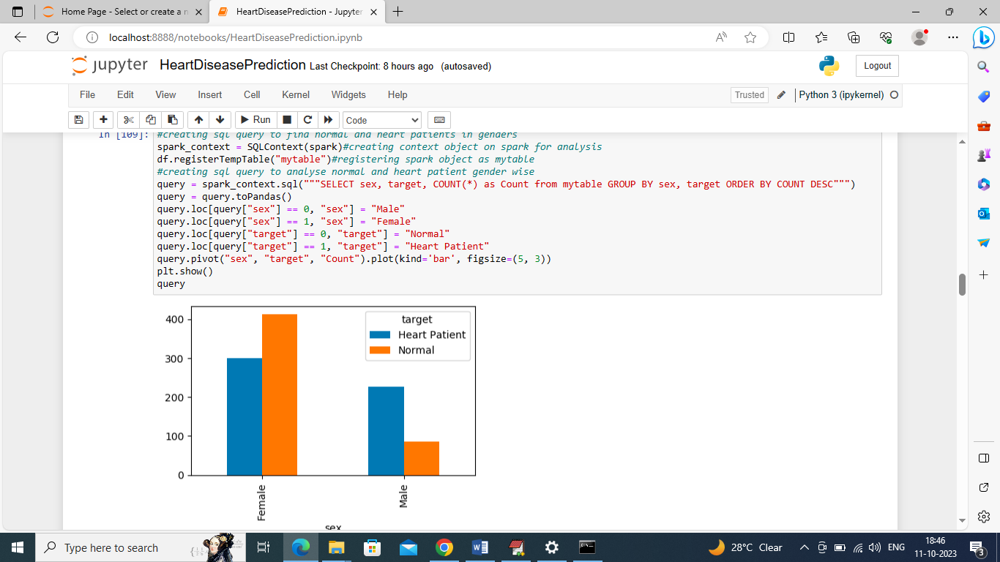 Home Page - Select or create a n
HeartDiseasePrediction - Jupyter
localhost:8888/notebooks/HeartDiseasePrediction.ipynb
jupyter HeartDiseasePrediction Last Checkpoint: 8 hours ago (autosaved)
Logout
File Edit View Insert Cell Kernel Widgets Help
Trusted Python 3 (ipykernel)
Run Code
In [109]: #creating sql query to find normal and heart patients in genders
spark_context = SQLContext(spark)#creating context object on spark for analysis
df.registerTempTable("mytable")#registering spark object as mytable
#creating sql query to analyse normal and heart patient gender wise
query = spark_context.sql("""SELECT sex, target, COUNT(*) as Count from mytable GROUP BY sex, target ORDER BY COUNT DESC""")
query = query.toPandas()
query.loc[query["sex"] == 0, "sex"] = "Male"
query.loc[query["sex"] == 1, "sex"] = "Female"
query.loc[query["target"] == 0, "target"] = "Normal"
query.loc[query["target"] == 1, "target"] = "Heart Patient"
query.pivot("sex", "target", "Count").plot(kind='bar', figsize=(5, 3))
plt.show()
query
target
Heart Patient
Normal
400
300
200
100
0
Female
Male
sex
Type here to search
28°C Clear
ENG
18:46
11-10-2023
3